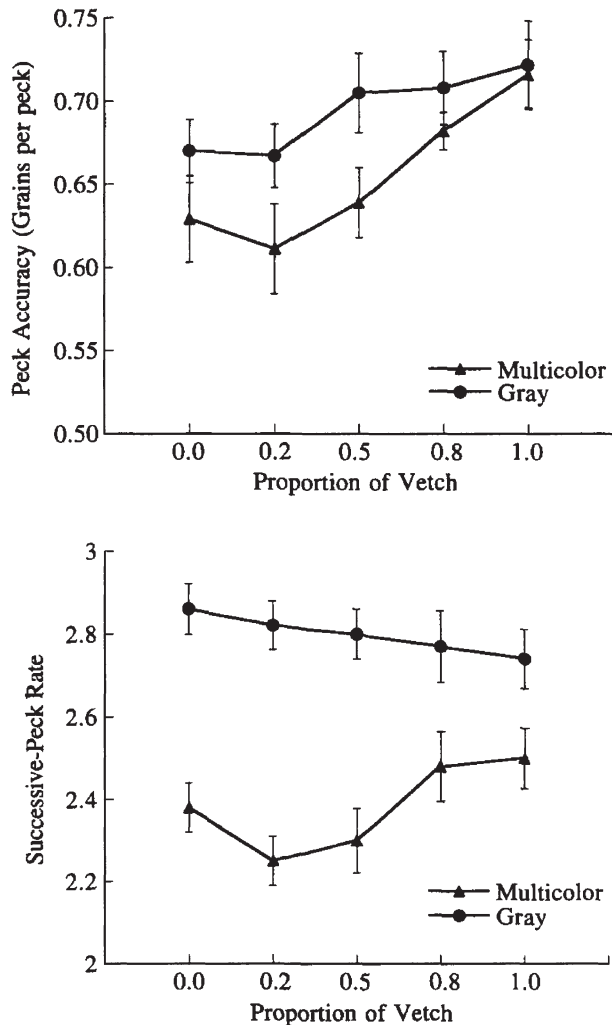 0.75
0.70
0.65
0.60
0.55
0.50
Peck Accuracy (Grains per peck)
Multicolor
Gray
0.0 0.2 0.5 0.8 1.0
Proportion of Vetch
3
2.8
2.6
2.4
2.2
2
Successive-Peck Rate
Multicolor
Gray
0.0 0.2 0.5 0.8 1.0
Proportion of Vetch